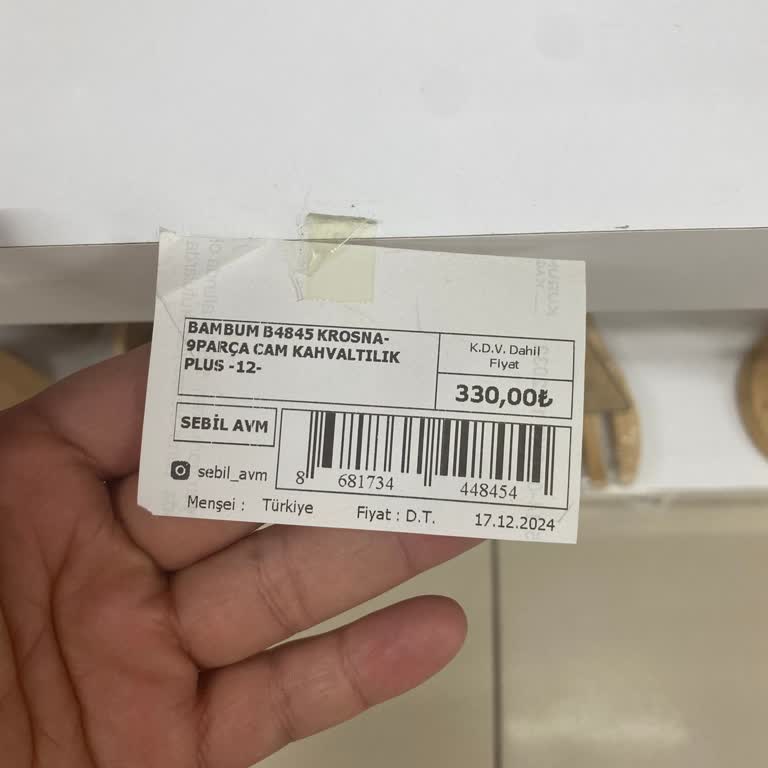 BAMBUM B4845 KROSNA-
9PARÇA CAM KAHVALTILIK
PLUS -12-
K.D.V. Dahil
Fiyat
330,00₺
SEBİL AVM
sebil_avm
8 681734 448454
Menşei : Türkiye
Fiyat : D.T.
17.12.2024